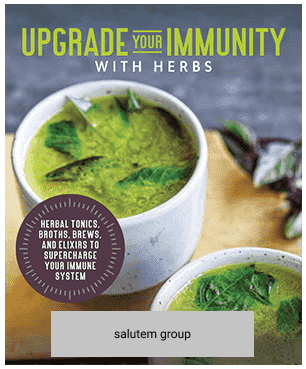 UPGRADE YOUR IMMUNITY
WITH HERBS
HERBAL TONICS,
BROTHS, BREWS,
AND ELIXIRS TO
SUPERCHARGE
YOUR IMMUNE
SYSTEM
salutem group